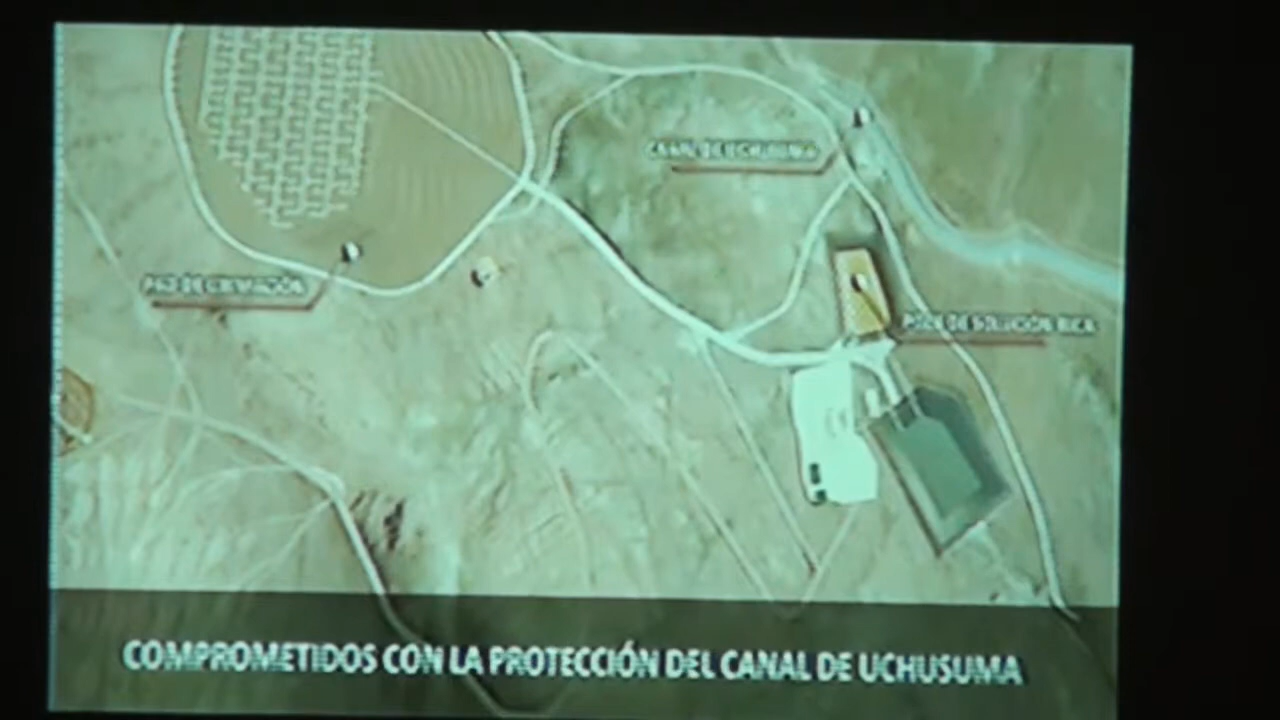 CANAL DE UCHUSUMA
PAD DE LIXIVIACIÓN
POZA DE SOLUCIÓN RICA
COMPROMETIDOS CON LA PROTECCIÓN DEL CANAL DE UCHUSUMA